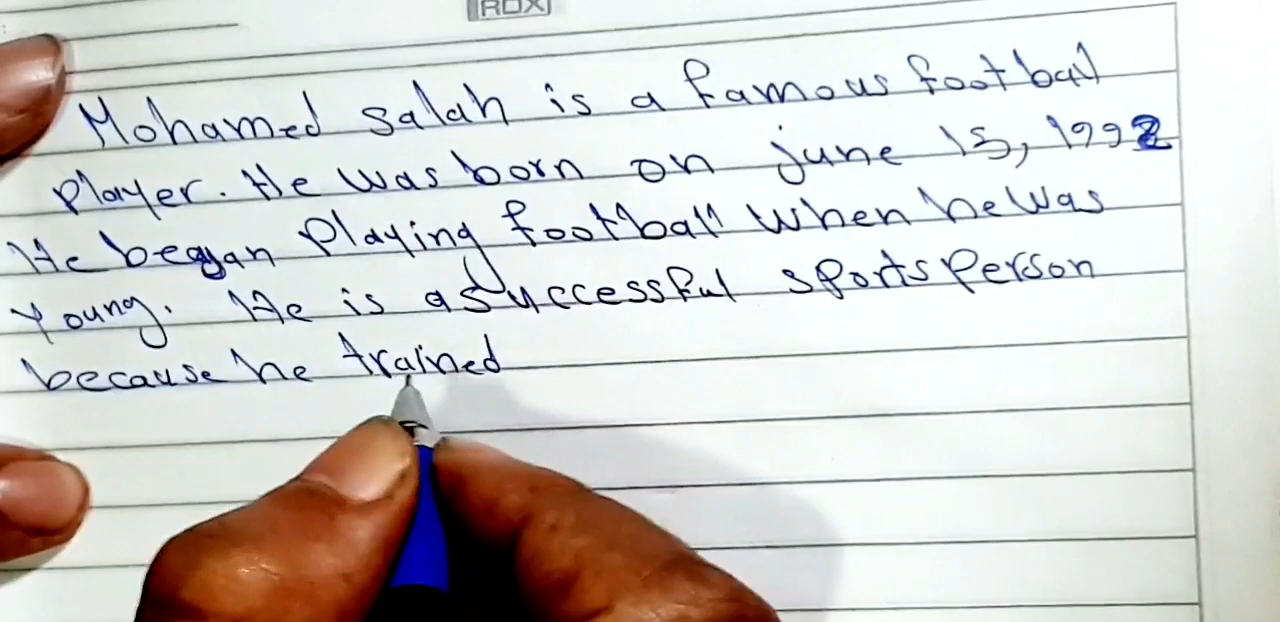 RDX
Mohamed Salah is a famous football
Player. He was born on june 15, 1992
He began Playing football when he was
Young. He is a successful sports Person
because he trained